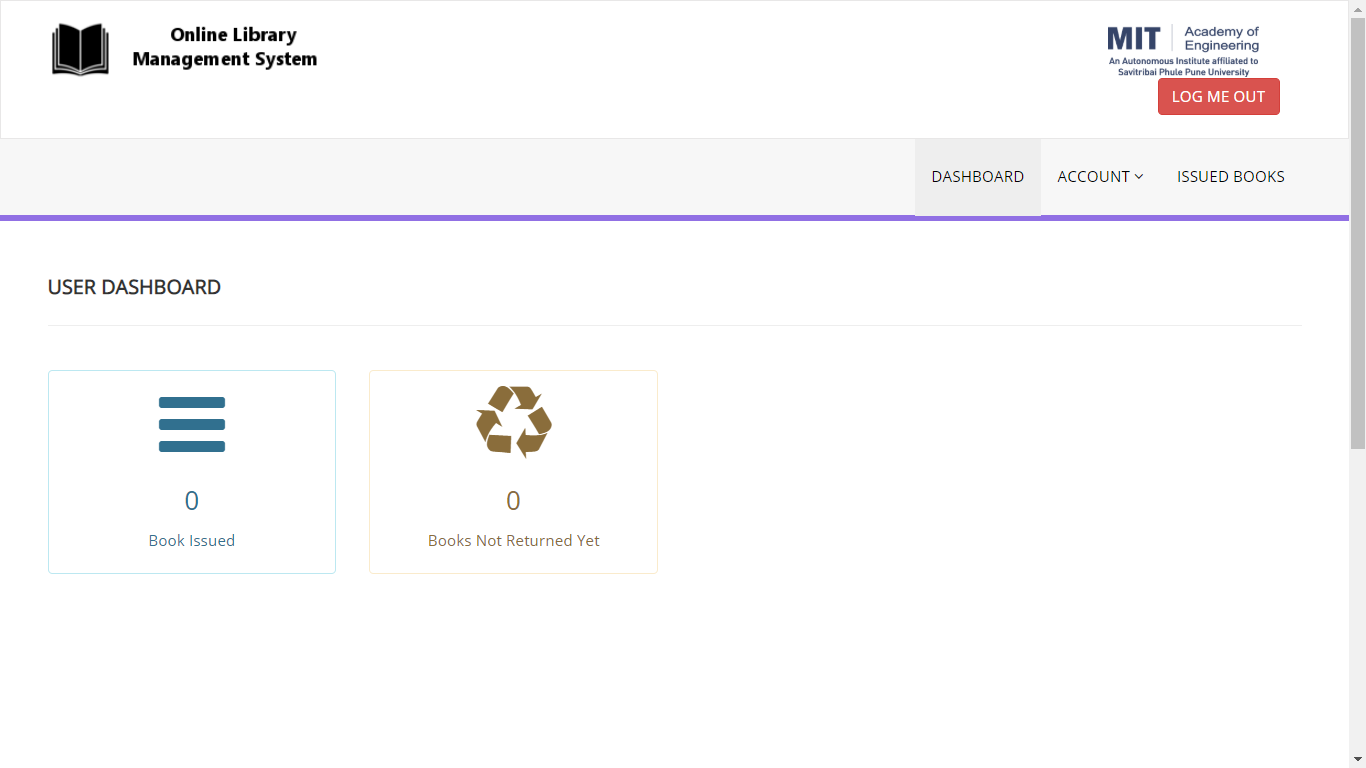 Online Library
Management System
MIT Academy of
Engineering
An Autonomous Institute affiliated to
Savitribai Phule Pune University
LOG ME OUT
DASHBOARD ACCOUNT ISSUED BOOKS
USER DASHBOARD
0
Book Issued
0
Books Not Returned Yet